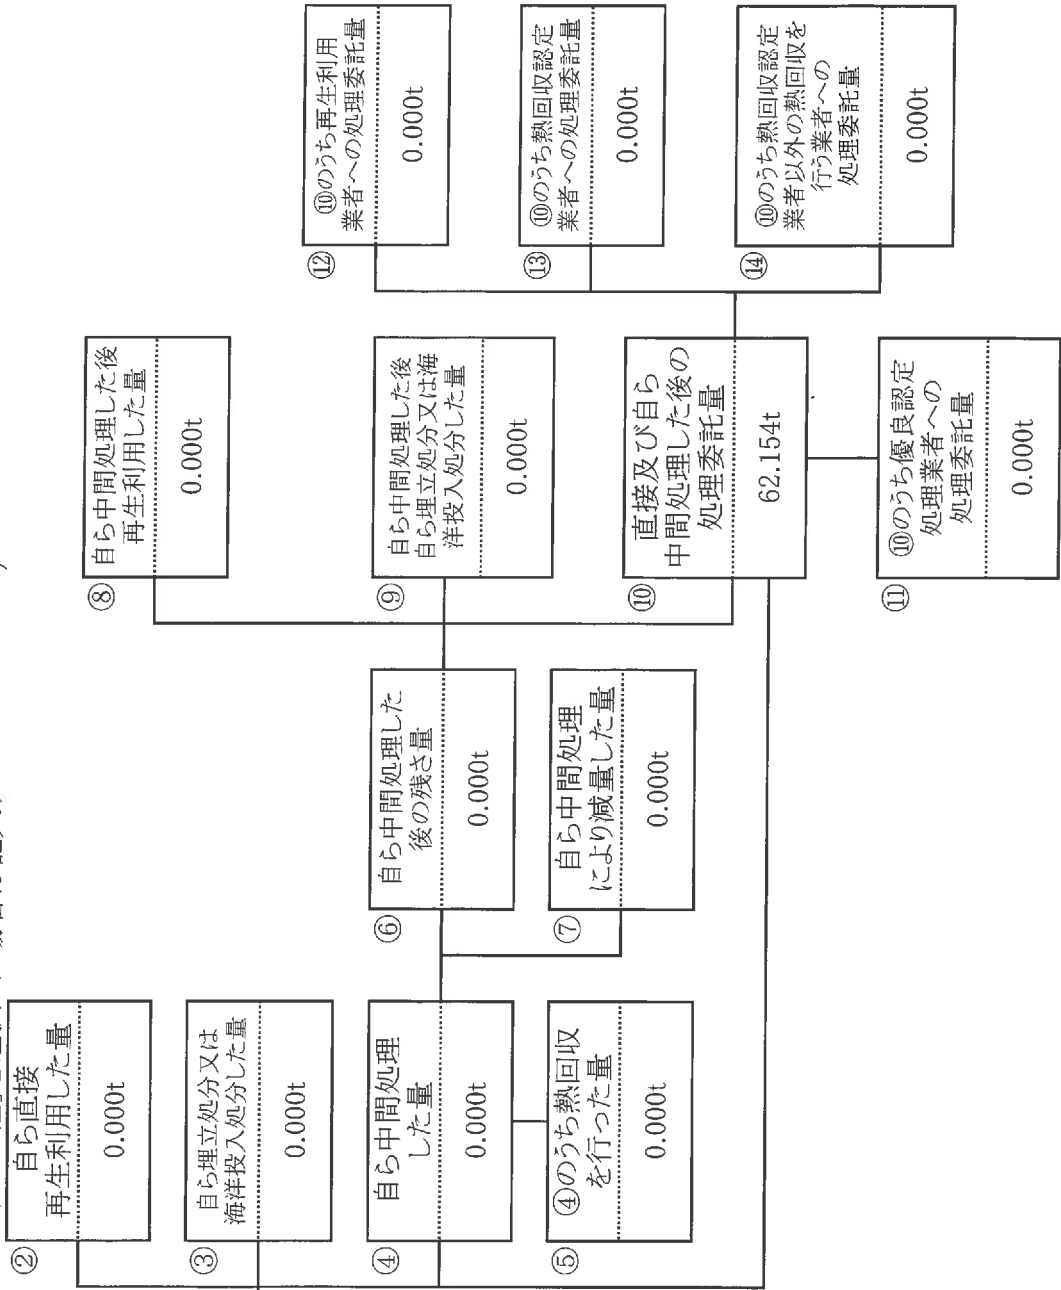 ②
自ら直接
再生利用した量
0.000t
③
自ら埋立処分又は
海洋投入処分した量
0.000t
④
自ら中間処理
した量
0.000t
⑤
④のうち熱回収
を行った量
0.000t
⑥
自ら中間処理した
後の残さ量
0.000t
⑦
自ら中間処理
により減量した量
0.000t
⑧
自ら中間処理した後
再生利用した量
0.000t
⑨
自ら中間処理した後
自ら埋立処分又は海
洋投入処分した量
0.000t
⑩
直接及び自ら
中間処理した後の
処理委託量
62.154t
⑪
⑩のうち優良認定
処理業者への
処理委託量
0.000t
⑫
⑩のうち再生利用
業者への処理委託量
0.000t
⑬
⑩のうち熱回収認定
業者への処理委託量
0.000t
⑭
⑩のうち熱回収認定
業者以外の熱回収を
行う業者への
処理委託量
0.000t